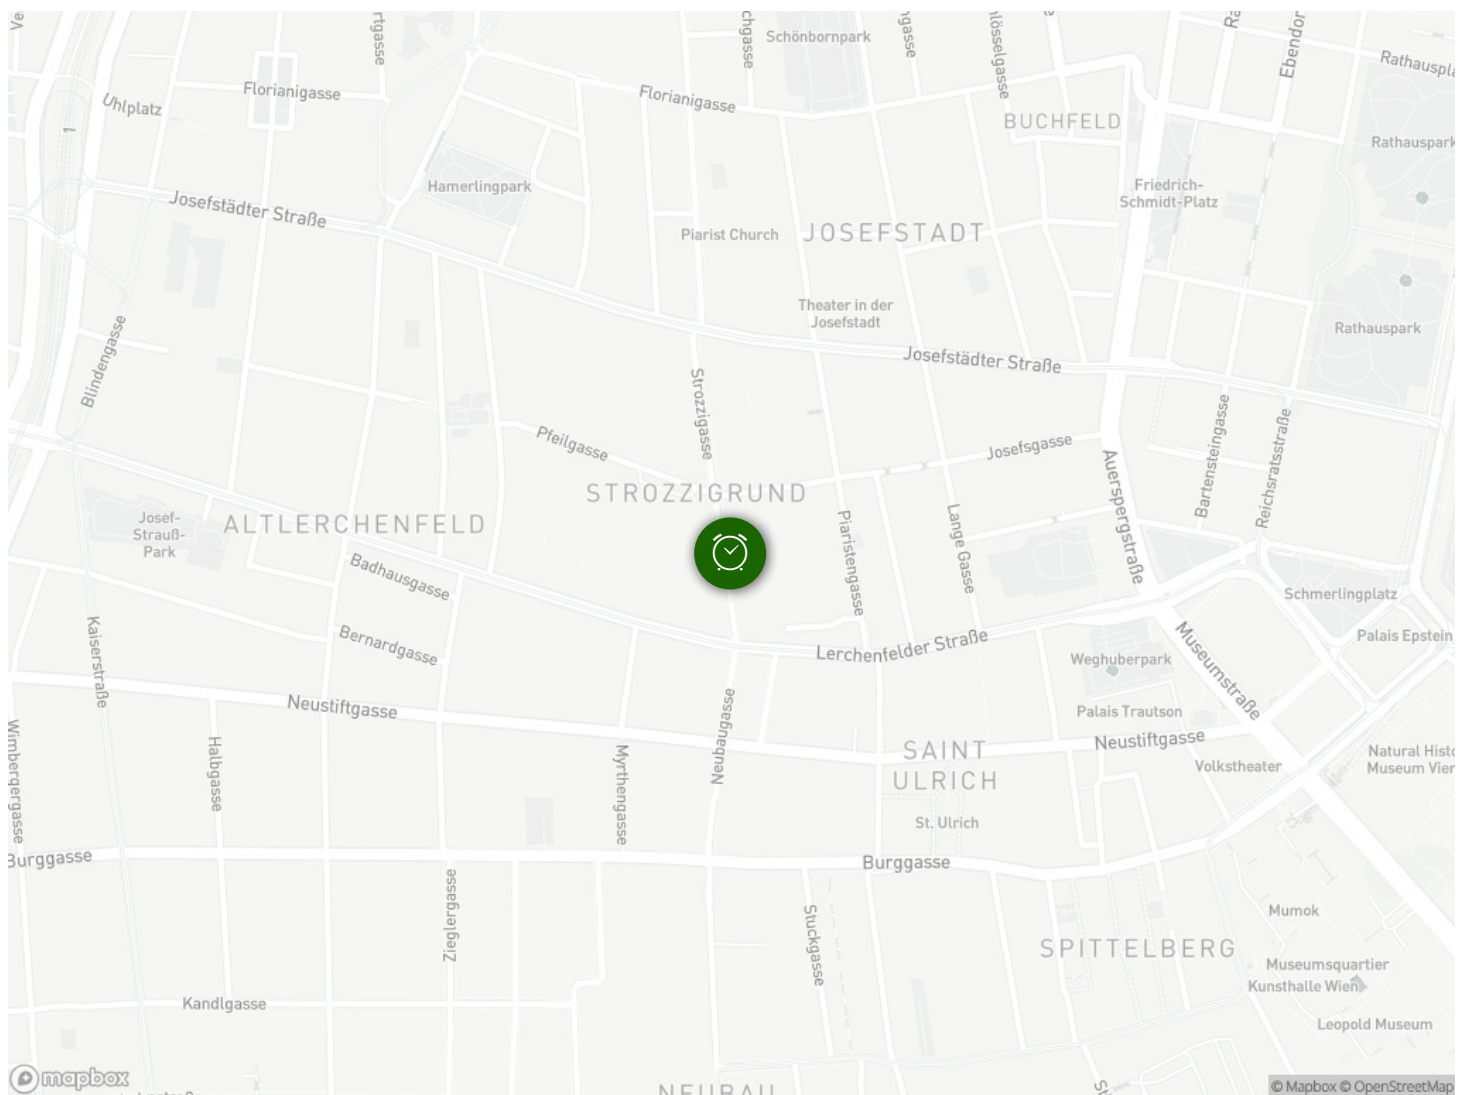 Schönbornpark
Florianigasse
Uhlplatz
Florianigasse
BUCHFELD
Rathauspark
Hamerlingpark
Friedrich-
Schmidt-Platz
Josefstädter Straße
Piarist Church
JOSEFSTADT
Theater in der
Josefstadt
Rathauspark
Blindengasse
Josefstädter Straße
Strozzigasse
Pfeilgasse
Josefsgasse
Bartensteingasse
Reichsratsstraße
Auerspergstraße
STROZZIGRUND
ALTLERCHENFELD
Josef-
Strauß-
Park
Piaristengasse
Lange Gasse
Badhausgasse
Schmerlingplatz
Bernardgasse
Kaiserstraße
Lerchenfelder Straße
Palais Epstein
Weghuberpark
Museumstraße
Neustiftgasse
Neubaugasse
Palais Trautson
Neustiftgasse
Wimbergergasse
Halbgasse
Myrthengasse
SAINT
ULRICH
Volkstheater
St. Ulrich
Burggasse
Burggasse
Zieglergasse
Stuckgasse
Mumok
SPITTELBERG
Museumsquartier
Kunsthalle Wien
Kandlgasse
Leopold Museum
mapbox
NEUBAU
© Mapbox © OpenStreetMap